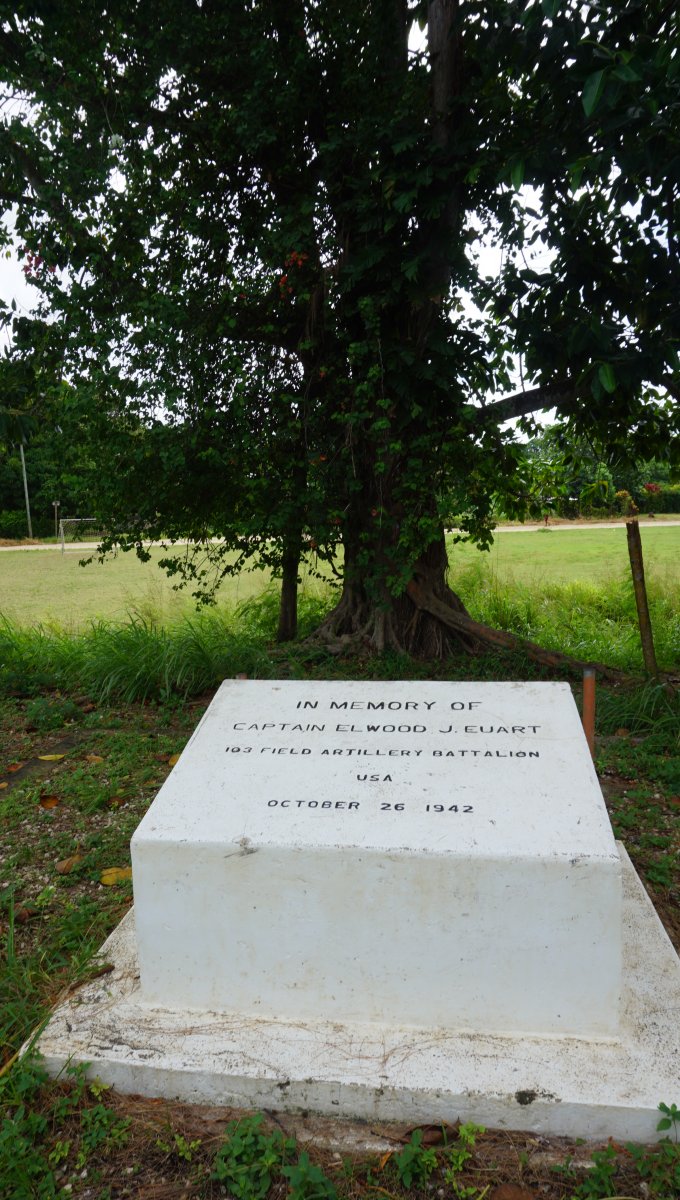 IN MEMORY OF
CAPTAIN ELWOOD J. EUART
103 FIELD ARTILLERY BATTALION
USA
OCTOBER 26 1942